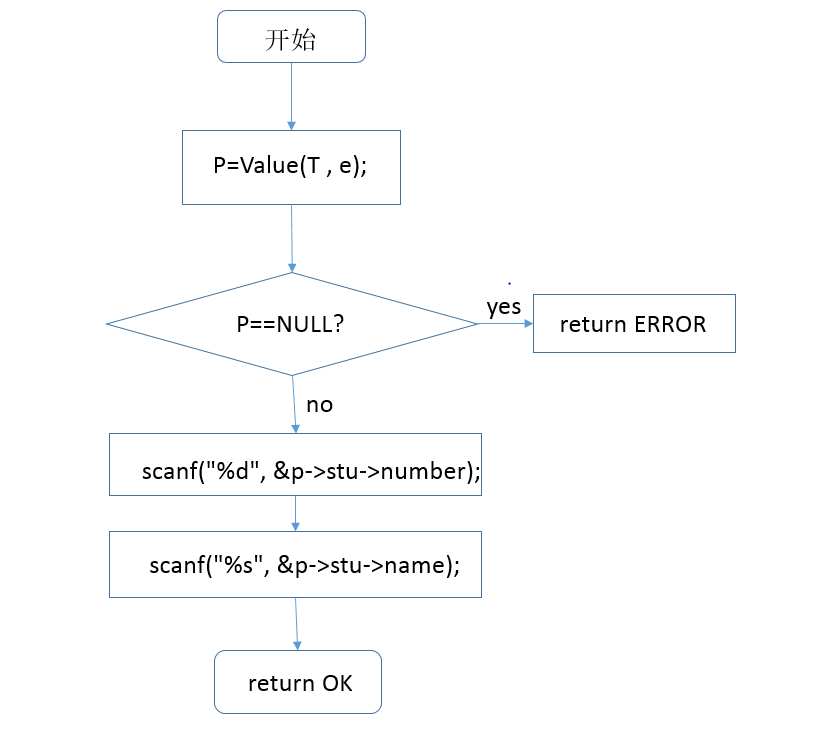 开始
P=Value(T , e);
P==NULL?
yes
return ERROR
no
scanf("%d", &p->stu->number);
scanf("%s", &p->stu->name);
return OK